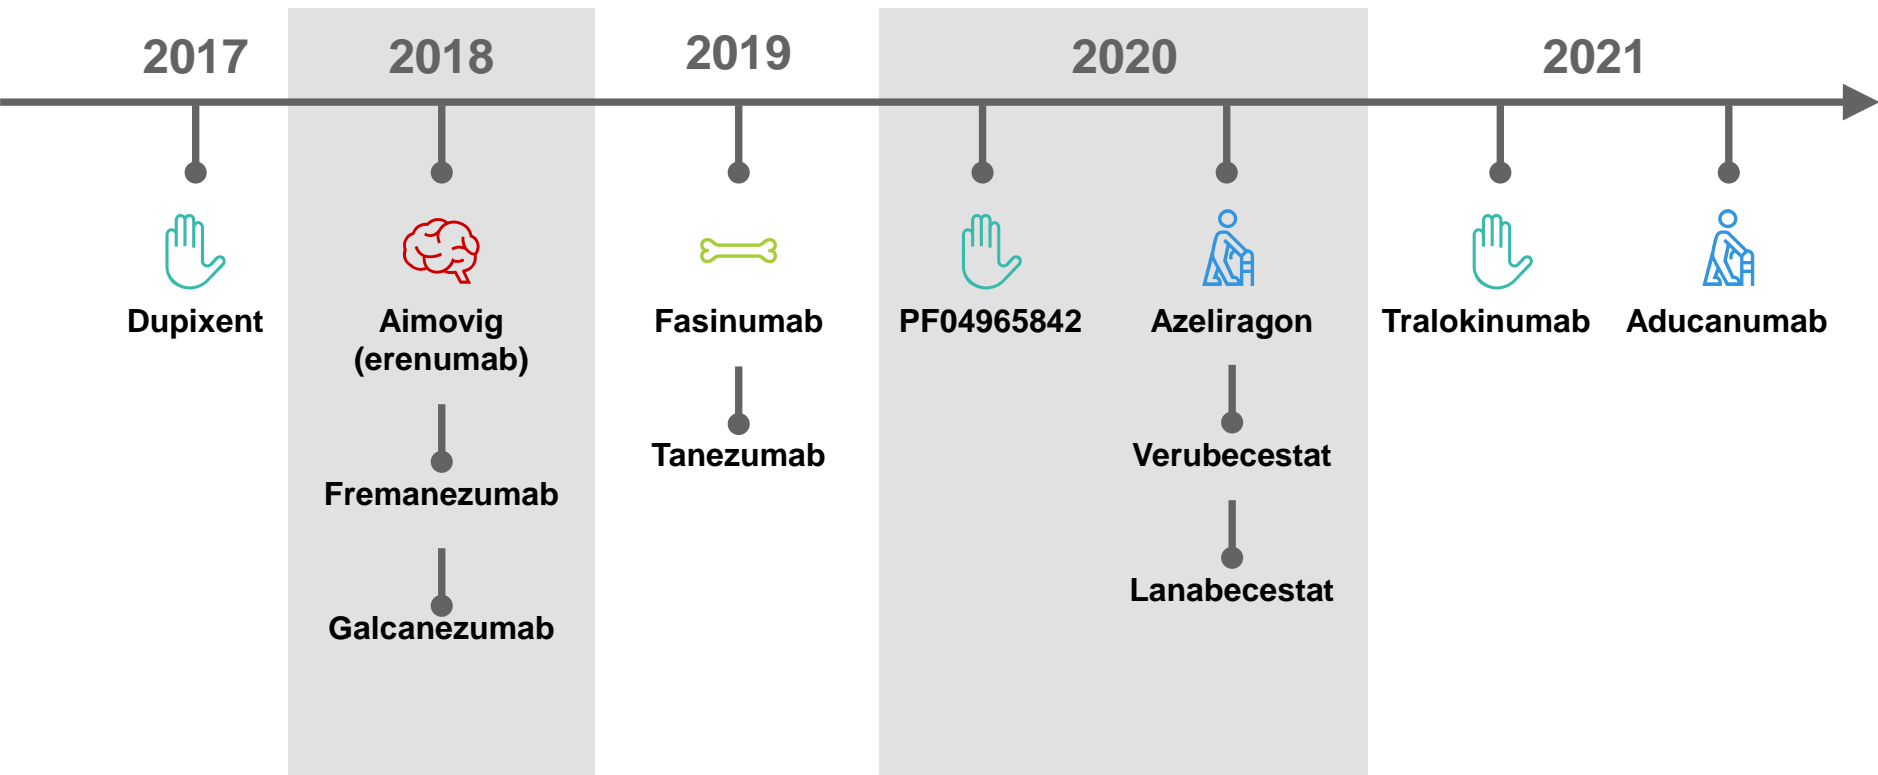 2017
2018
2019
2020
2021
Dupixent
Aimovig
(erenumab)
Fremanezumab
Galcanezumab
Fasinumab
Tanezumab
PF04965842
Azeliragon
Verubecestat
Lanabecestat
Tralokinumab
Aducanumab